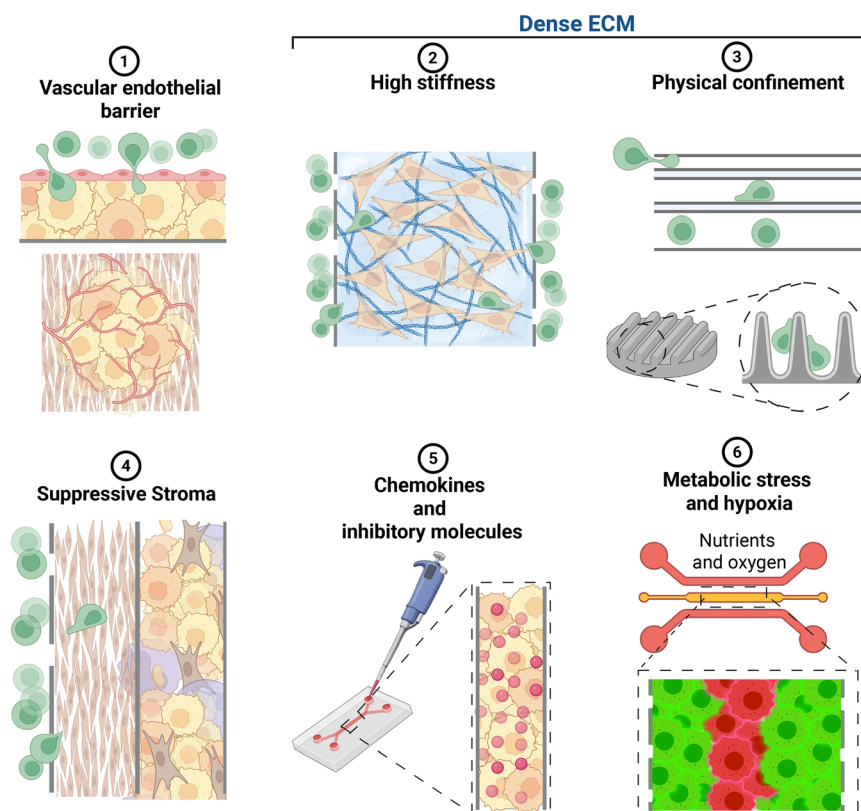 Dense ECM
1
Vascular endothelial
barrier
2
High stiffness
3
Physical confinement
4
Suppressive Stroma
5
Chemokines
and
inhibitory molecules
6
Metabolic stress
and hypoxia
Nutrients
and oxygen